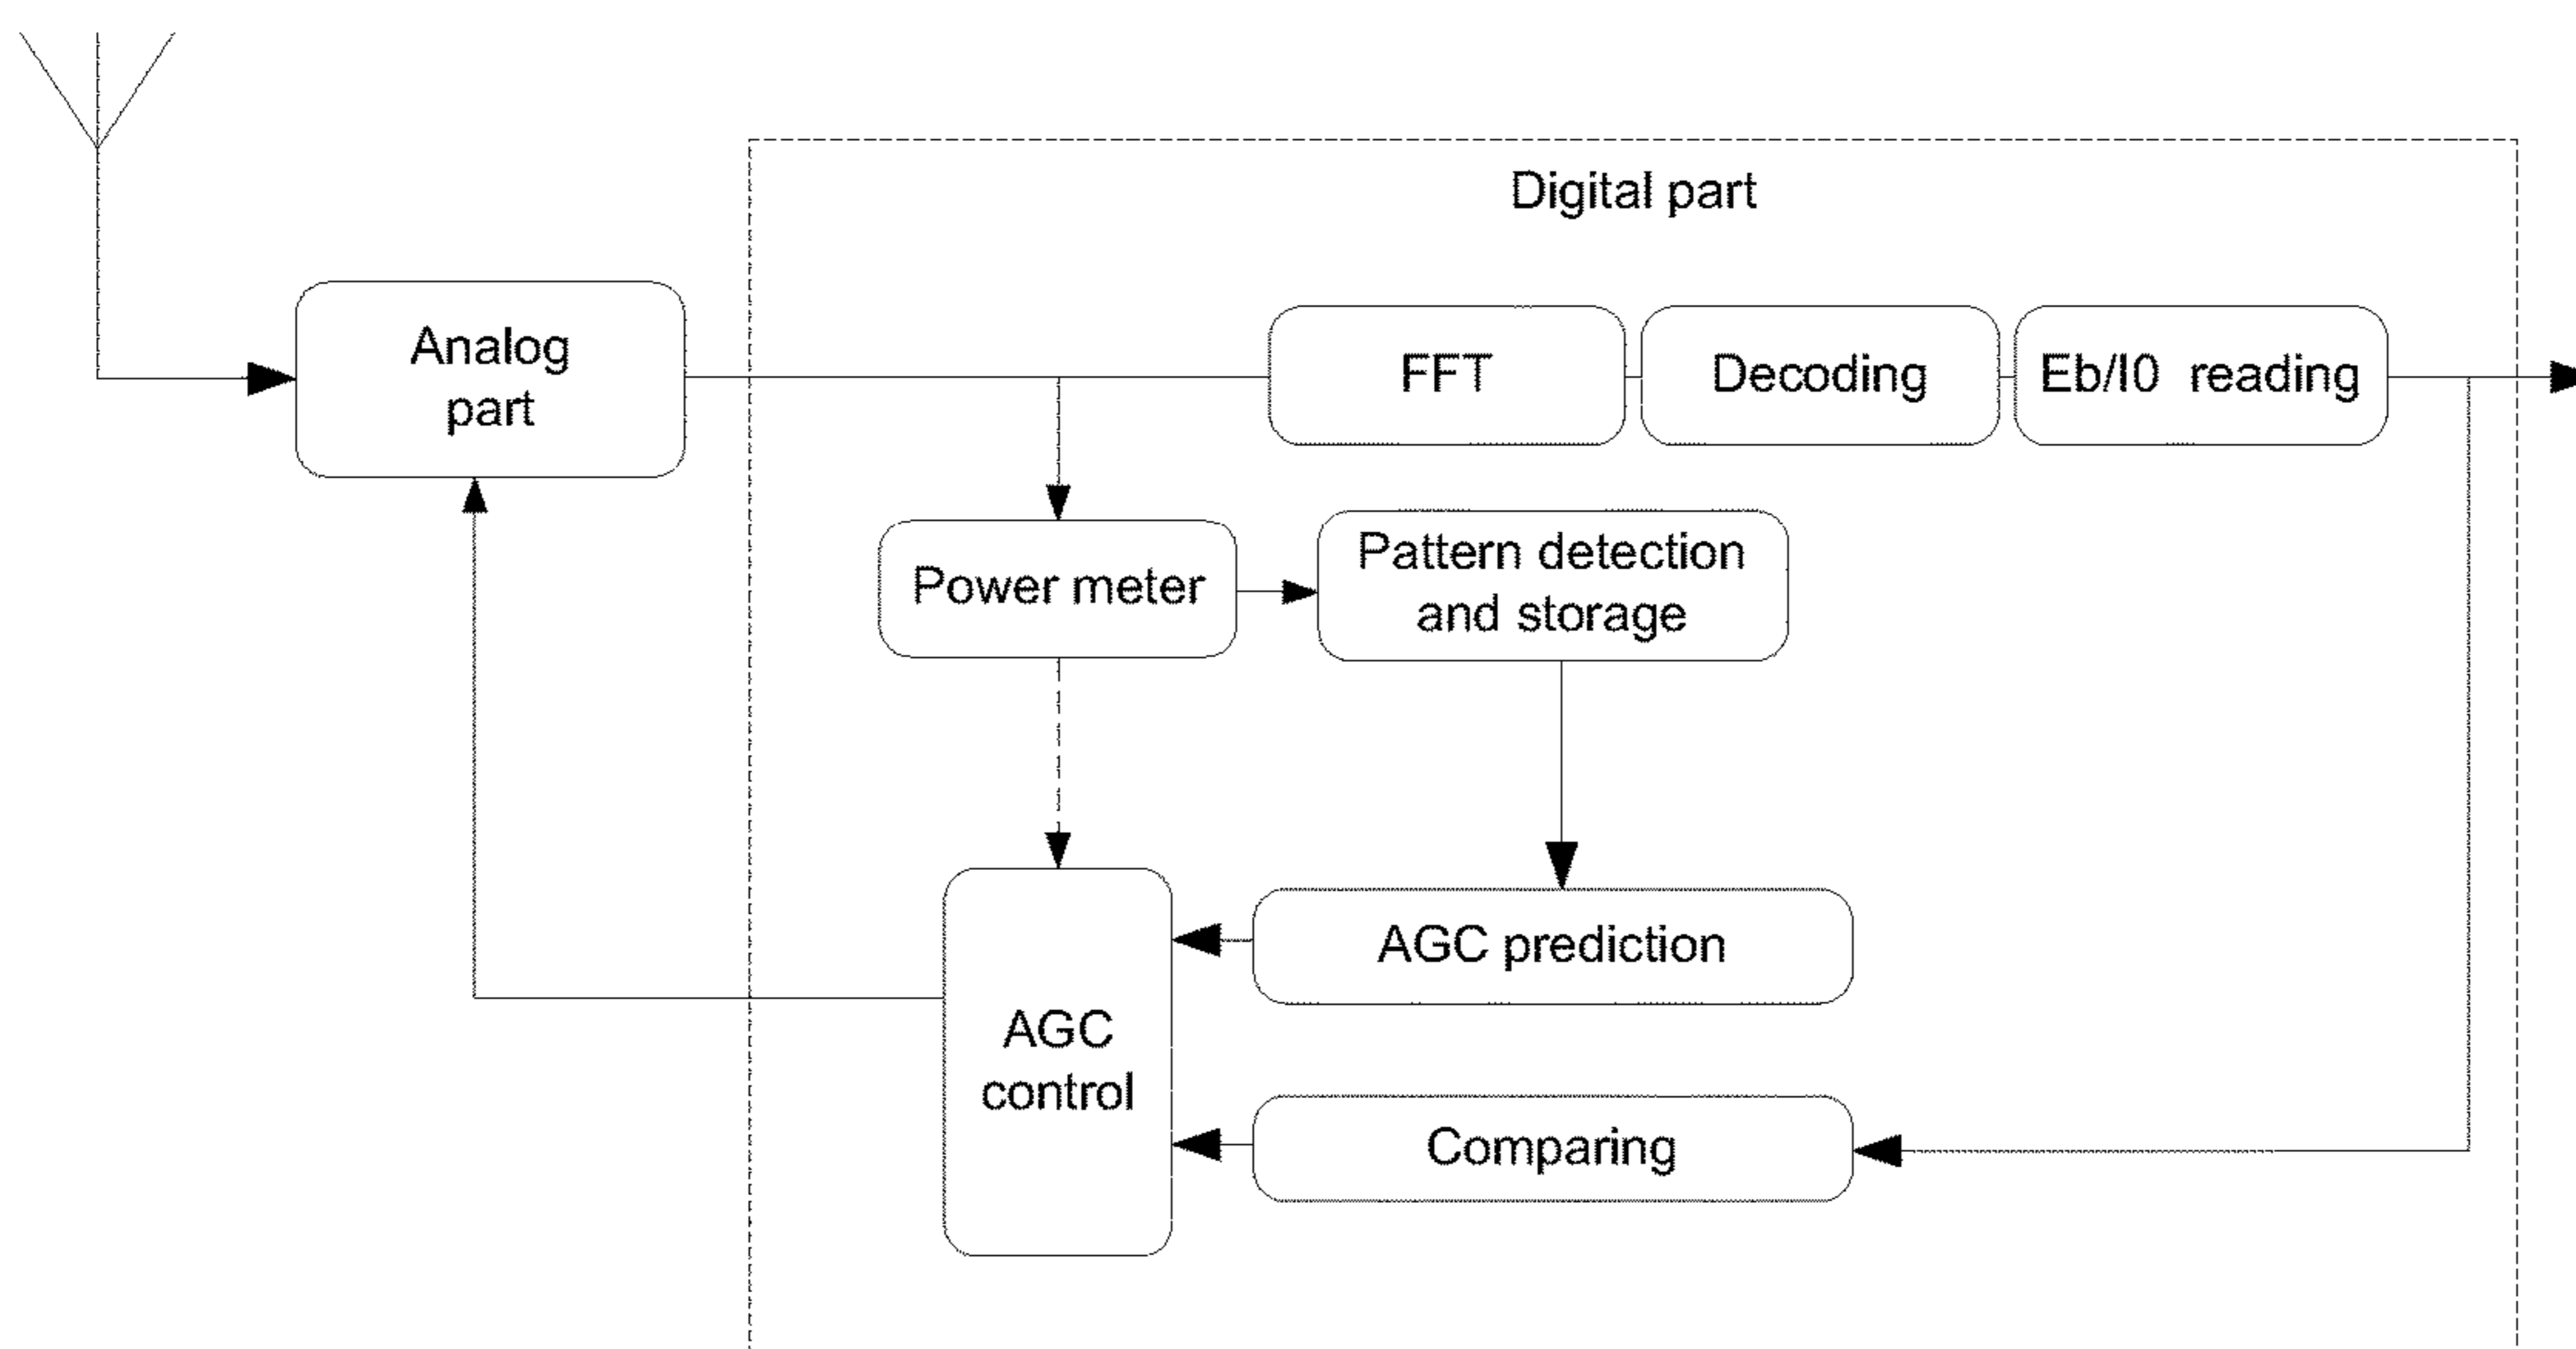 Digital part
Analog
part
FFT
Decoding
Eb/I0 reading
Power meter
Pattern detection
and storage
AGC prediction
AGC
control
Comparing